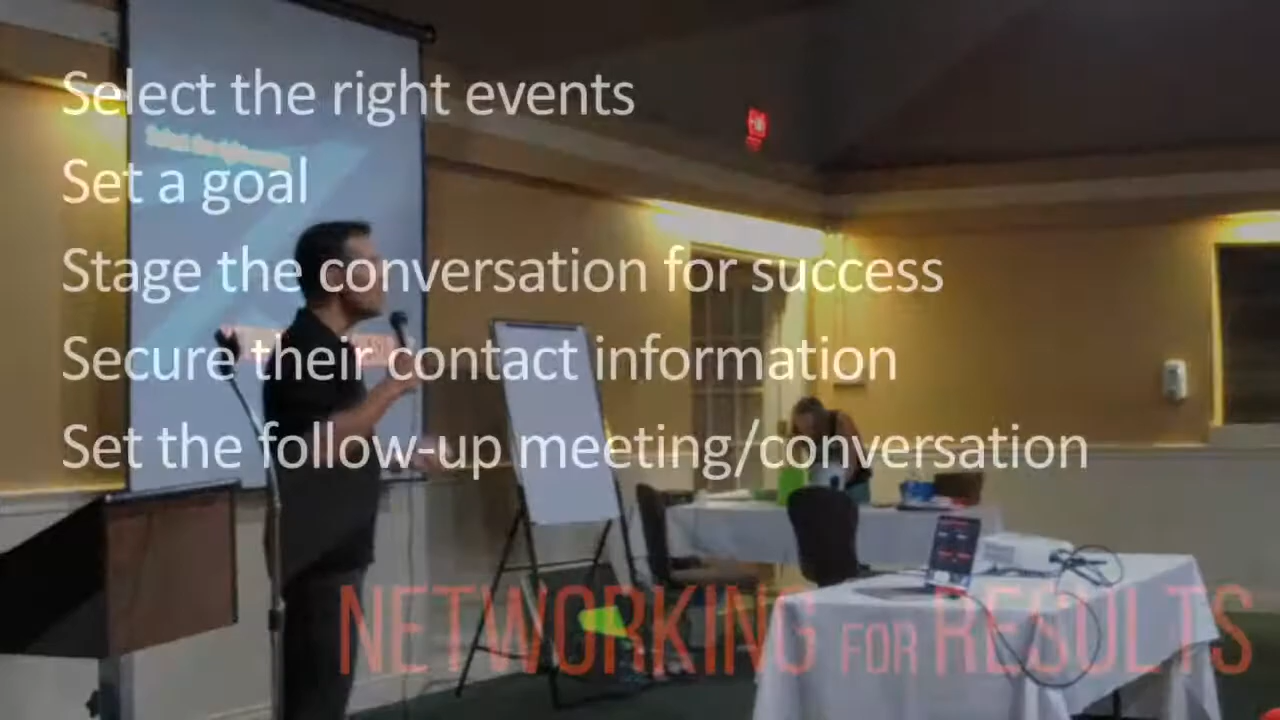 Select the right events
Set a goal
Stage the conversation for success
Secure their contact information
Set the follow-up meeting/conversation
NETWORKING FOR RESULTS